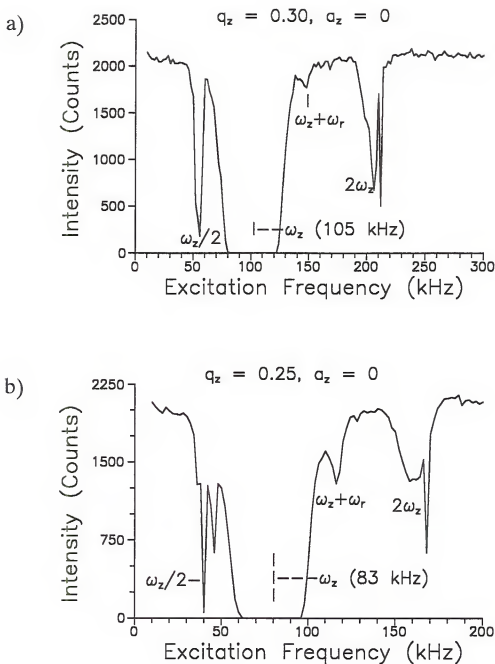 a)
q_z = 0.30, a_z = 0
Intensity (Counts)
2500
2000
1500
1000
500
0
ω_z+ω_r
2ω_z
ω_z/2
ω_z (105 kHz)
0 50 100 150 200 250 300
Excitation Frequency (kHz)
b)
q_z = 0.25, a_z = 0
Intensity (Counts)
2250
1500
750
0
ω_z+ω_r
2ω_z
ω_z/2
ω_z (83 kHz)
0 50 100 150 200
Excitation Frequency (kHz)